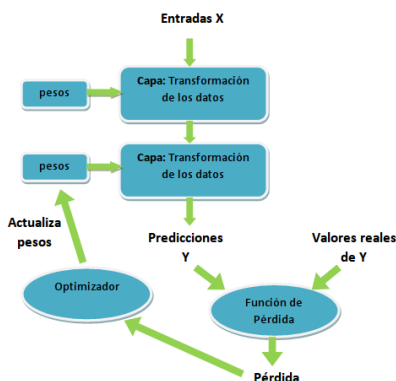 Entradas X
pesos
Capa: Transformación
de los datos
pesos
Capa: Transformación
de los datos
Actualiza
pesos
Predicciones
Y
Valores reales
de Y
Optimizador
Función de
Pérdida
Pérdida